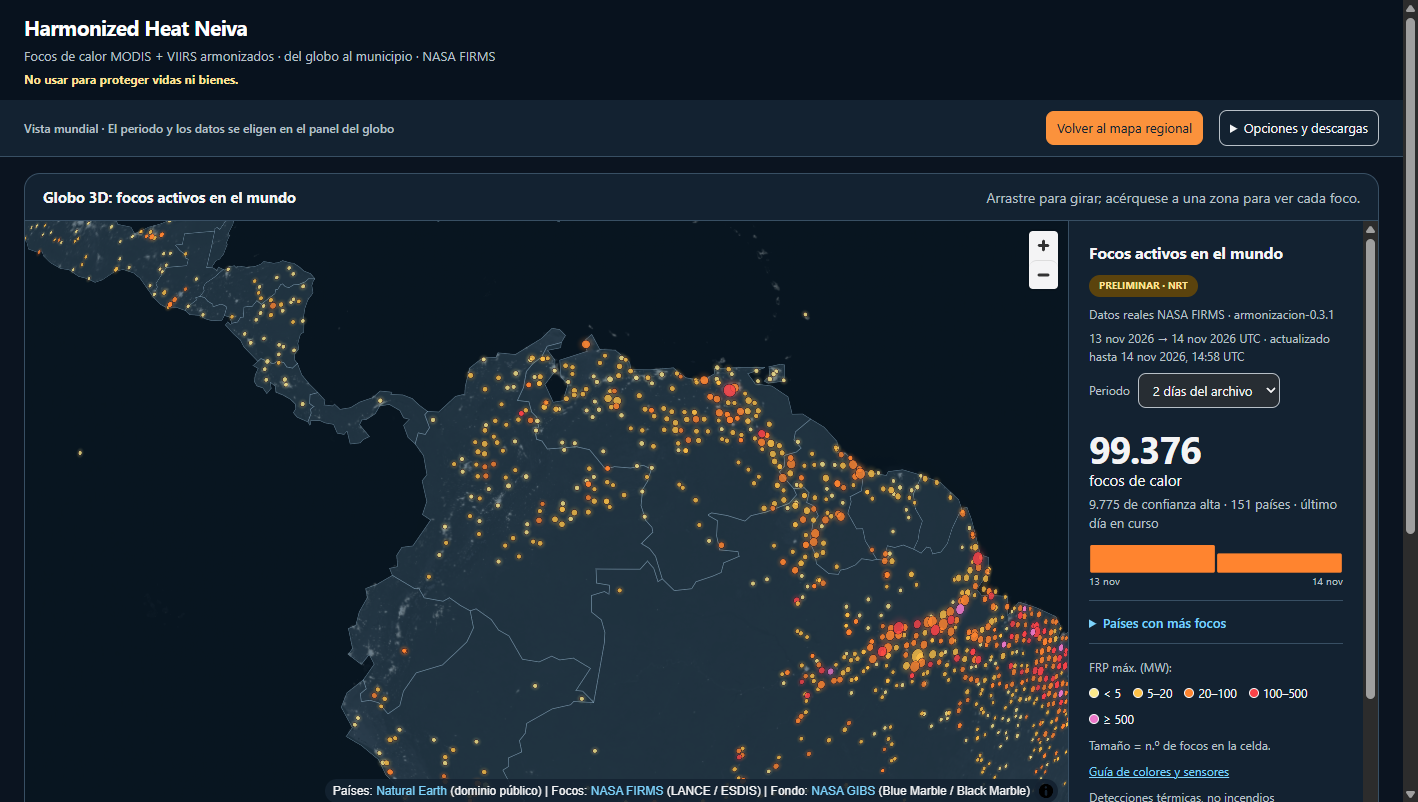 Harmonized Heat Neiva
Focos de calor MODIS + VIIRS armonizados · del globo al municipio · NASA FIRMS
No usar para proteger vidas ni bienes.
Vista mundial · El periodo y los datos se eligen en el panel del globo
Volver al mapa regional
▶ Opciones y descargas
Globo 3D: focos activos en el mundo
Arrastre para girar; acérquese a una zona para ver cada foco.
+
−
Focos activos en el mundo
PRELIMINAR · NRT
Datos reales NASA FIRMS · armonizacion-0.3.1
13 nov 2026 → 14 nov 2026 UTC · actualizado
hasta 14 nov 2026, 14:58 UTC
Periodo 2 días del archivo
99.376
focos de calor
9.775 de confianza alta · 151 países · último
día en curso
13 nov 14 nov
▶ Países con más focos
FRP máx. (MW):
< 5 5–20 20–100 100–500
≥ 500
Tamaño = n.º de focos en la celda.
Guía de colores y sensores
Detecciones térmicas, no incendios
Países: Natural Earth (dominio público) | Focos: NASA FIRMS (LANCE / ESDIS) | Fondo: NASA GIBS (Blue Marble / Black Marble)